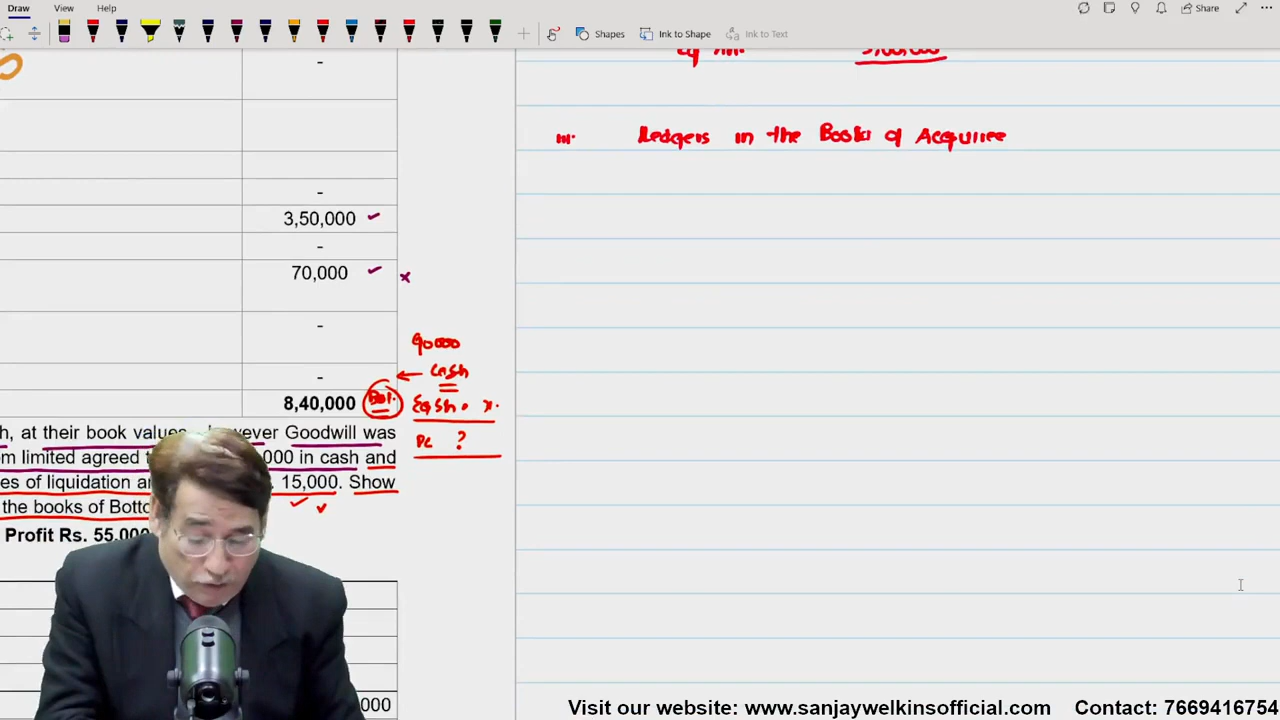 Draw View Help Share
Shapes Ink to Shape Ink to Text
-
-
3,50,000
-
70,000 x
-
90000
- ← Cash
8,40,000 Bal. Eq Sh. x.
PC ?
h, at their book values however Goodwill was
m limited agreed 000 in cash and
es of liquidation 15,000. Show
the books of Botto
Profit Rs. 55,000
000
iii. Ledgers in the Books of Acquiree
Visit our website: www.sanjaywelkinsofficial.com Contact: 7669416754